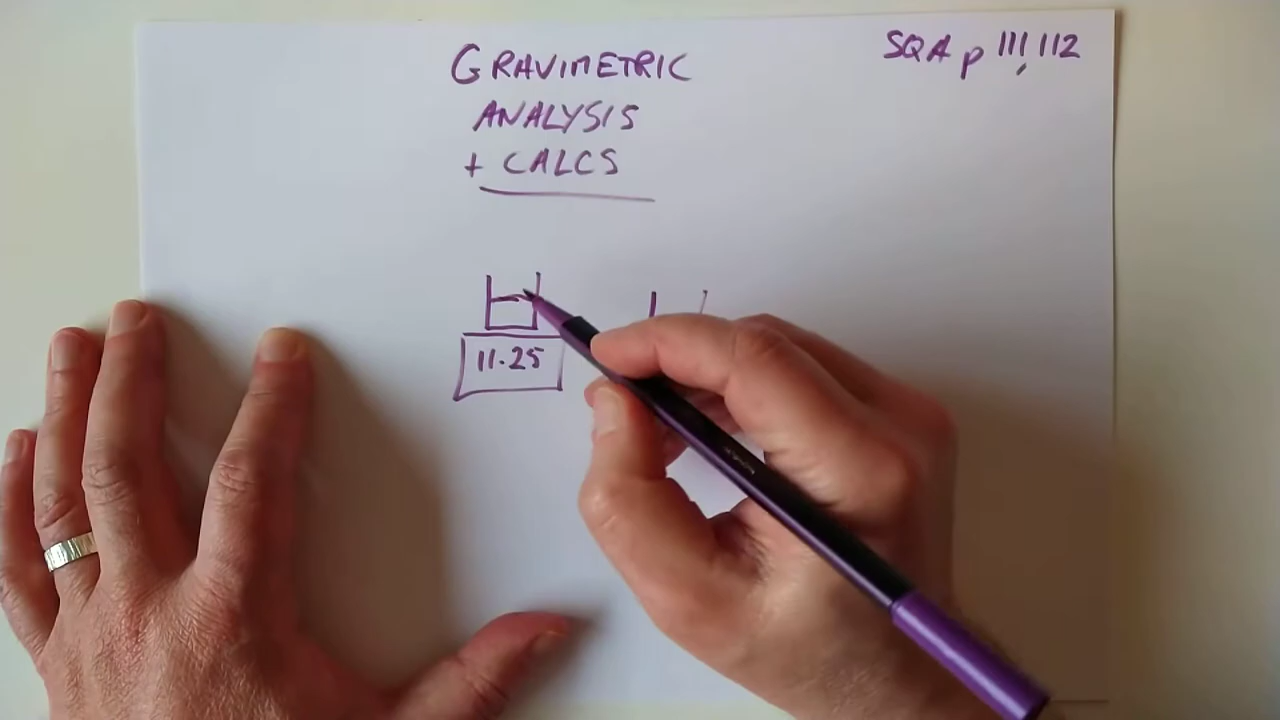 GRAVIMETRIC
ANALYSIS
+ CALCS
SQA p 111, 112
11.25